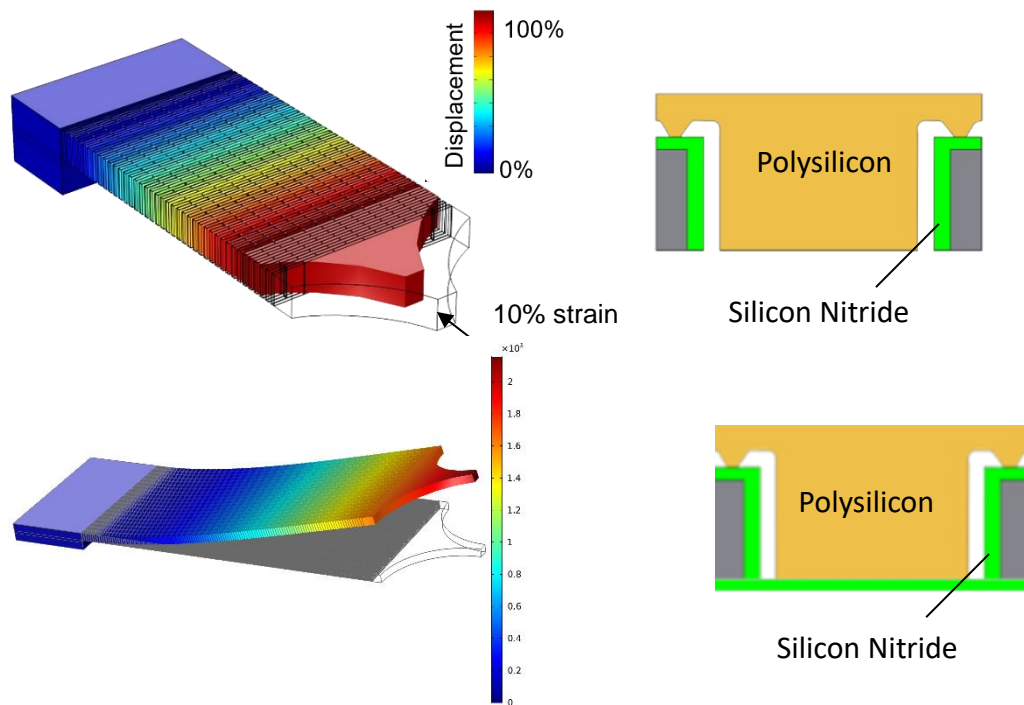 Displacement
100%
0%
10% strain
Polysilicon
Silicon Nitride
×10³
2
1.8
1.6
1.4
1.2
1
0.8
0.6
0.4
0.2
0
Polysilicon
Silicon Nitride